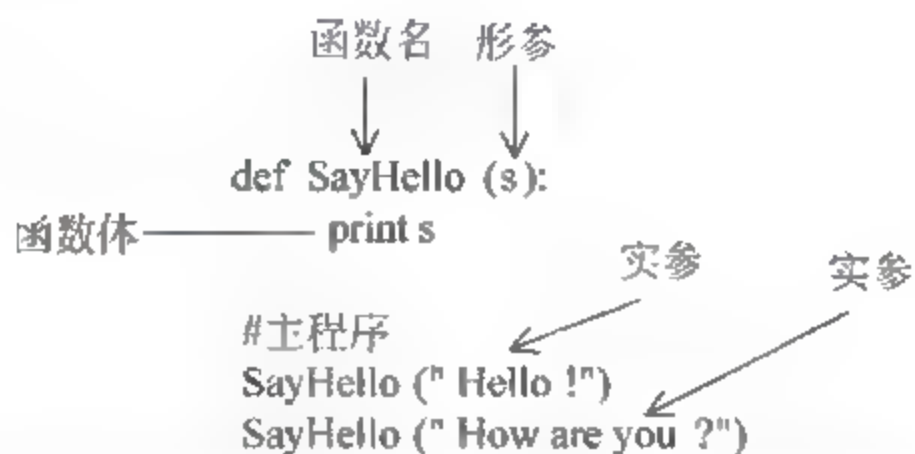 函数名 形参
def SayHello (s):
函数体 print s
实参 实参
#主程序
SayHello (" Hello !")
SayHello (" How are you ?")